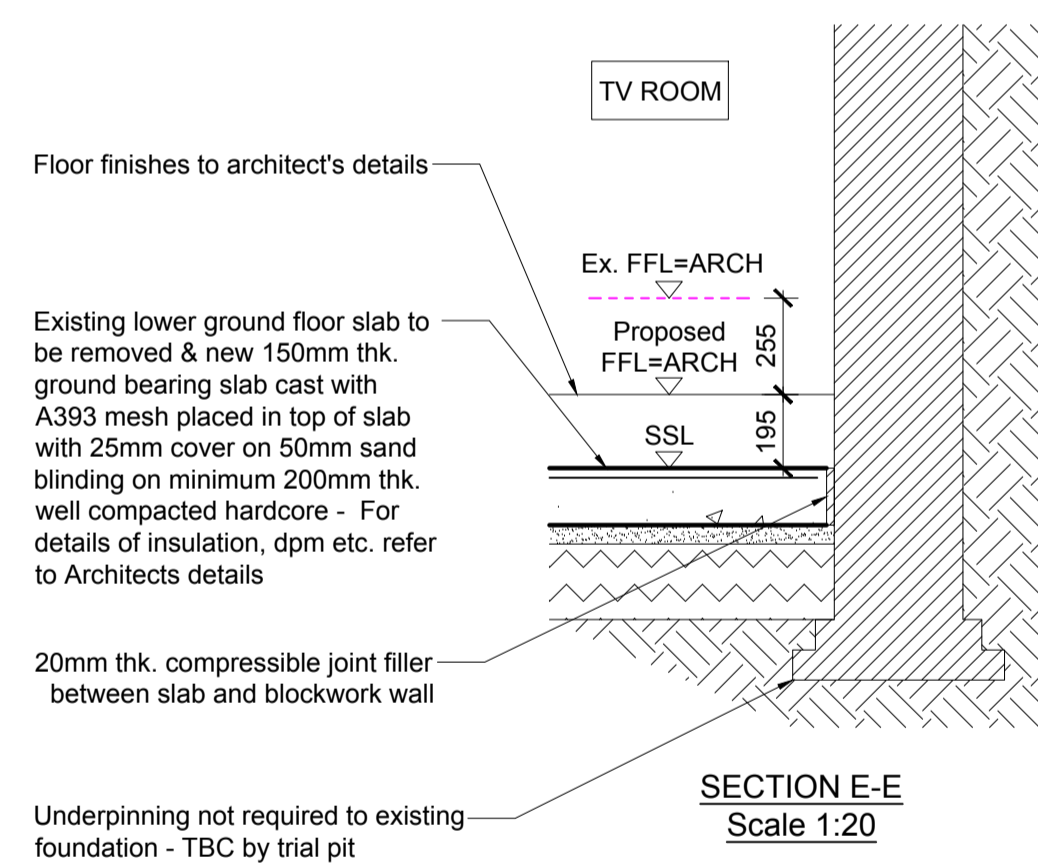 TV ROOM
Floor finishes to architect's details
Ex. FFL=ARCH
255
Proposed
FFL=ARCH
195
SSL
Existing lower ground floor slab to
be removed & new 150mm thk.
ground bearing slab cast with
A393 mesh placed in top of slab
with 25mm cover on 50mm sand
blinding on minimum 200mm thk.
well compacted hardcore - For
details of insulation, dpm etc. refer
to Architects details
20mm thk. compressible joint filler
between slab and blockwork wall
Underpinning not required to existing
foundation - TBC by trial pit
SECTION E-E
Scale 1:20